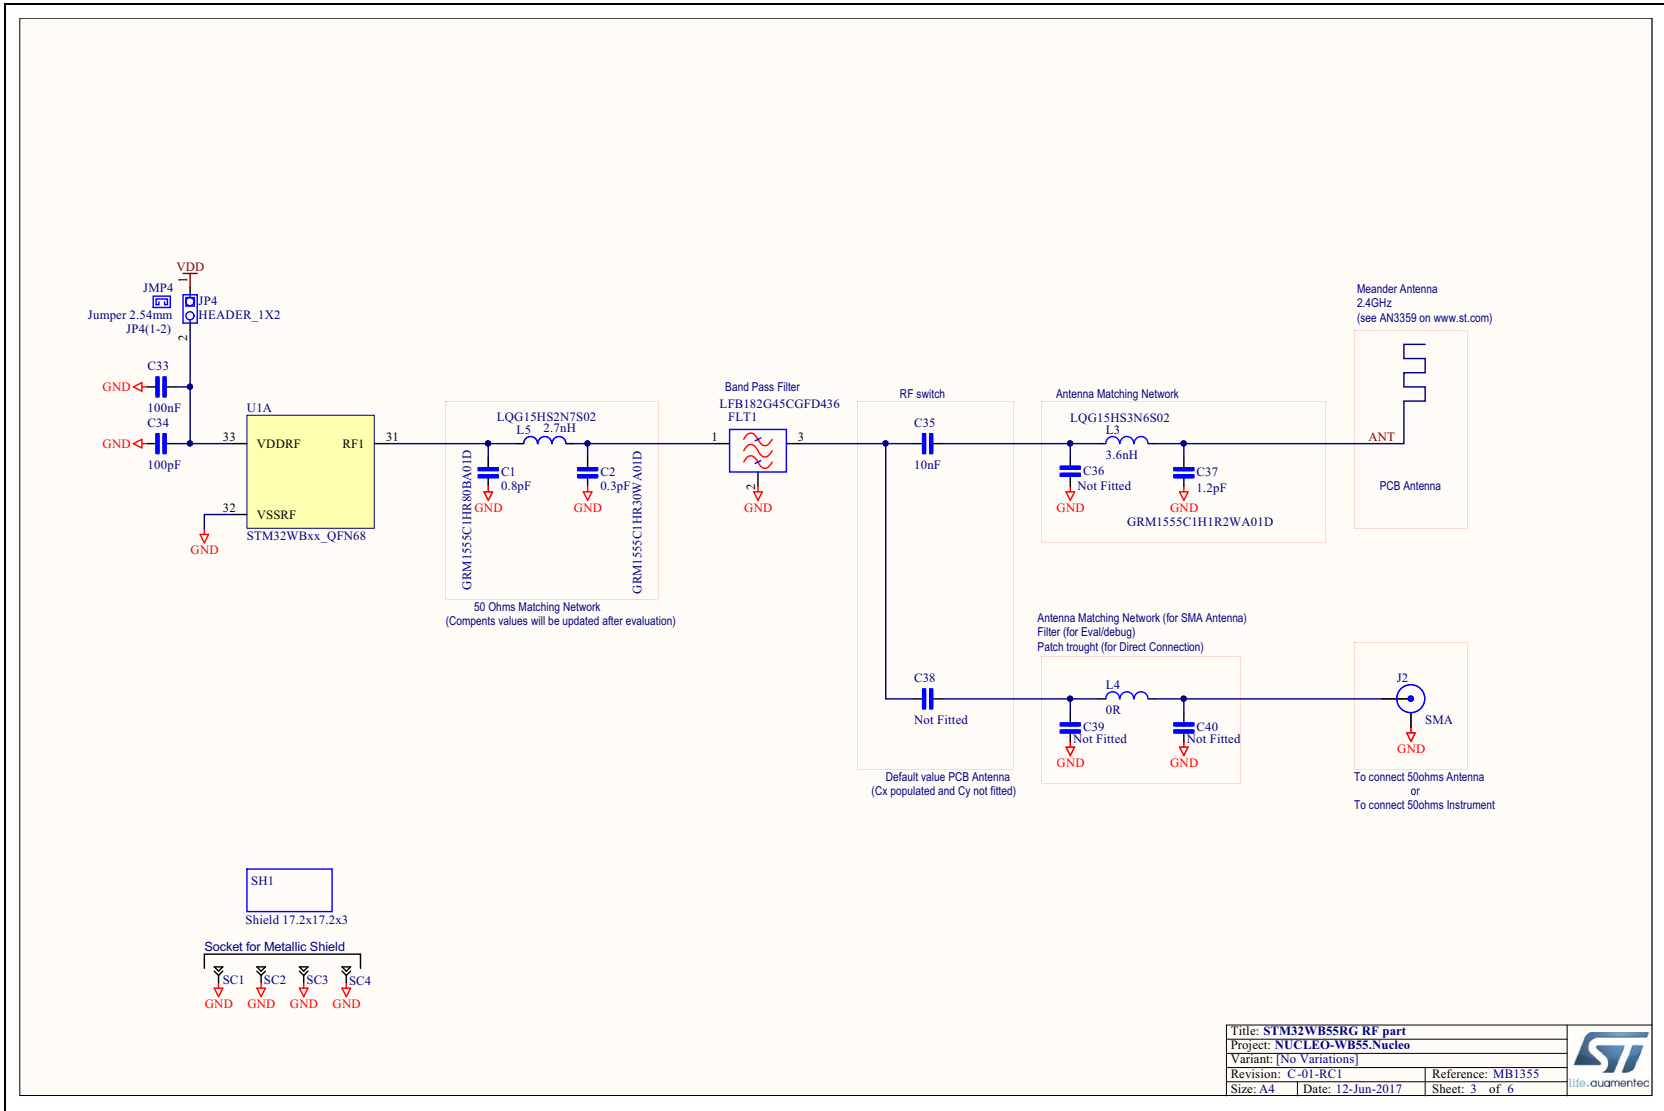 VDD
1
JMP4
Jumper 2.54mm
JP4(1-2)
JP4
HEADER_1X2
2
C33
GND
100nF
C34
GND
100pF
U1A
33
VDDRF
RF1
31
32
VSSRF
GND
STM32WBxx_QFN68
LQG15HS2N7S02
L5
2.7nH
C1
0.8pF
GND
GRM1555C1HR80BA01D
C2
0.3pF
GND
GRM1555C1HR30WA01D
50 Ohms Matching Network
(Compents values will be updated after evaluation)
Band Pass Filter
LFB182G45CGFD436
FLT1
1
3
2
GND
RF switch
C35
10nF
C38
Not Fitted
Default value PCB Antenna
(Cx populated and Cy not fitted)
Antenna Matching Network
LQG15HS3N6S02
L3
3.6nH
C36
Not Fitted
GND
C37
1.2pF
GND
GRM1555C1H1R2WA01D
Meander Antenna
2.4GHz
(see AN3359 on www.st.com)
ANT
PCB Antenna
Antenna Matching Network (for SMA Antenna)
Filter (for Eval/debug)
Patch trought (for Direct Connection)
L4
0R
C39
Not Fitted
GND
C40
Not Fitted
GND
J2
SMA
GND
To connect 50ohms Antenna
or
To connect 50ohms Instrument
SH1
Shield 17.2x17.2x3
Socket for Metallic Shield
SC1
SC2
SC3
SC4
GND
GND
GND
GND
Title: STM32WB55RG RF part
Project: NUCLEO-WB55.Nucleo
Variant: [No Variations]
Revision: C-01-RC1
Reference: MB1355
Size: A4
Date: 12-Jun-2017
Sheet: 3 of 6
ST
life.augmented